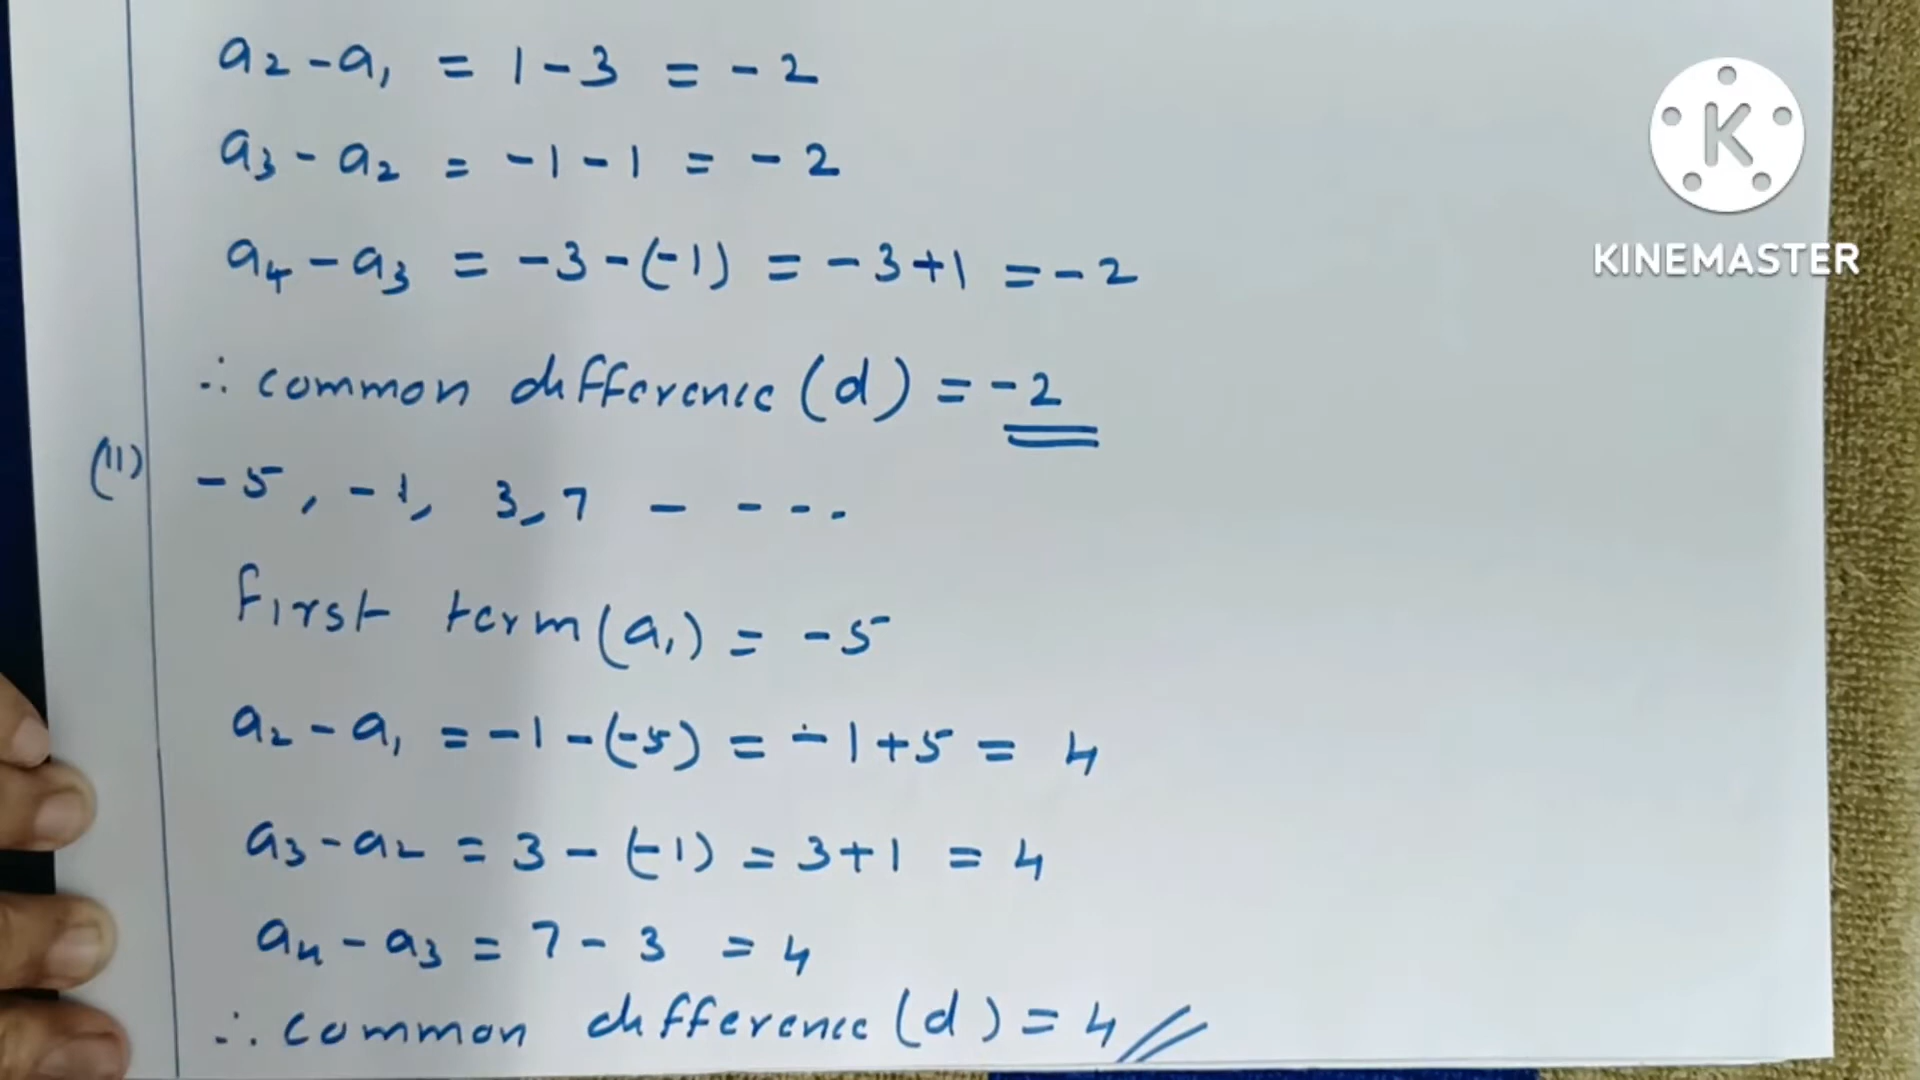 a₂ - a₁ = 1 - 3 = - 2
a₃ - a₂ = -1 - 1 = - 2
a₄ - a₃ = -3 - (-1) = -3+1 = -2
∴ common difference (d) = -2
(ii) -5, -1, 3, 7 - - - -
First term (a₁) = -5
a₂ - a₁ = -1 - (-5) = -1+5 = 4
a₃ - a₂ = 3 - (-1) = 3+1 = 4
a₄ - a₃ = 7 - 3 = 4
∴ common difference (d) = 4 //
K
KINEMASTER